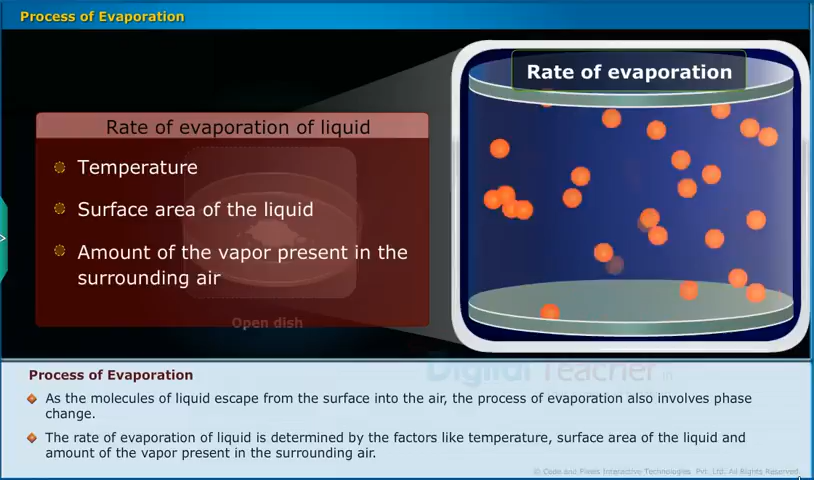 Process of Evaporation
Rate of evaporation
Rate of evaporation of liquid
Temperature
Surface area of the liquid
Amount of the vapor present in the
surrounding air
Open dish
Process of Evaporation
Digital Teacher.in
As the molecules of liquid escape from the surface into the air, the process of evaporation also involves phase
change.
The rate of evaporation of liquid is determined by the factors like temperature, surface area of the liquid and
amount of the vapor present in the surrounding air.
© Code and Pixels Interactive Technologies. Pvt. Ltd. All Rights Reserved.